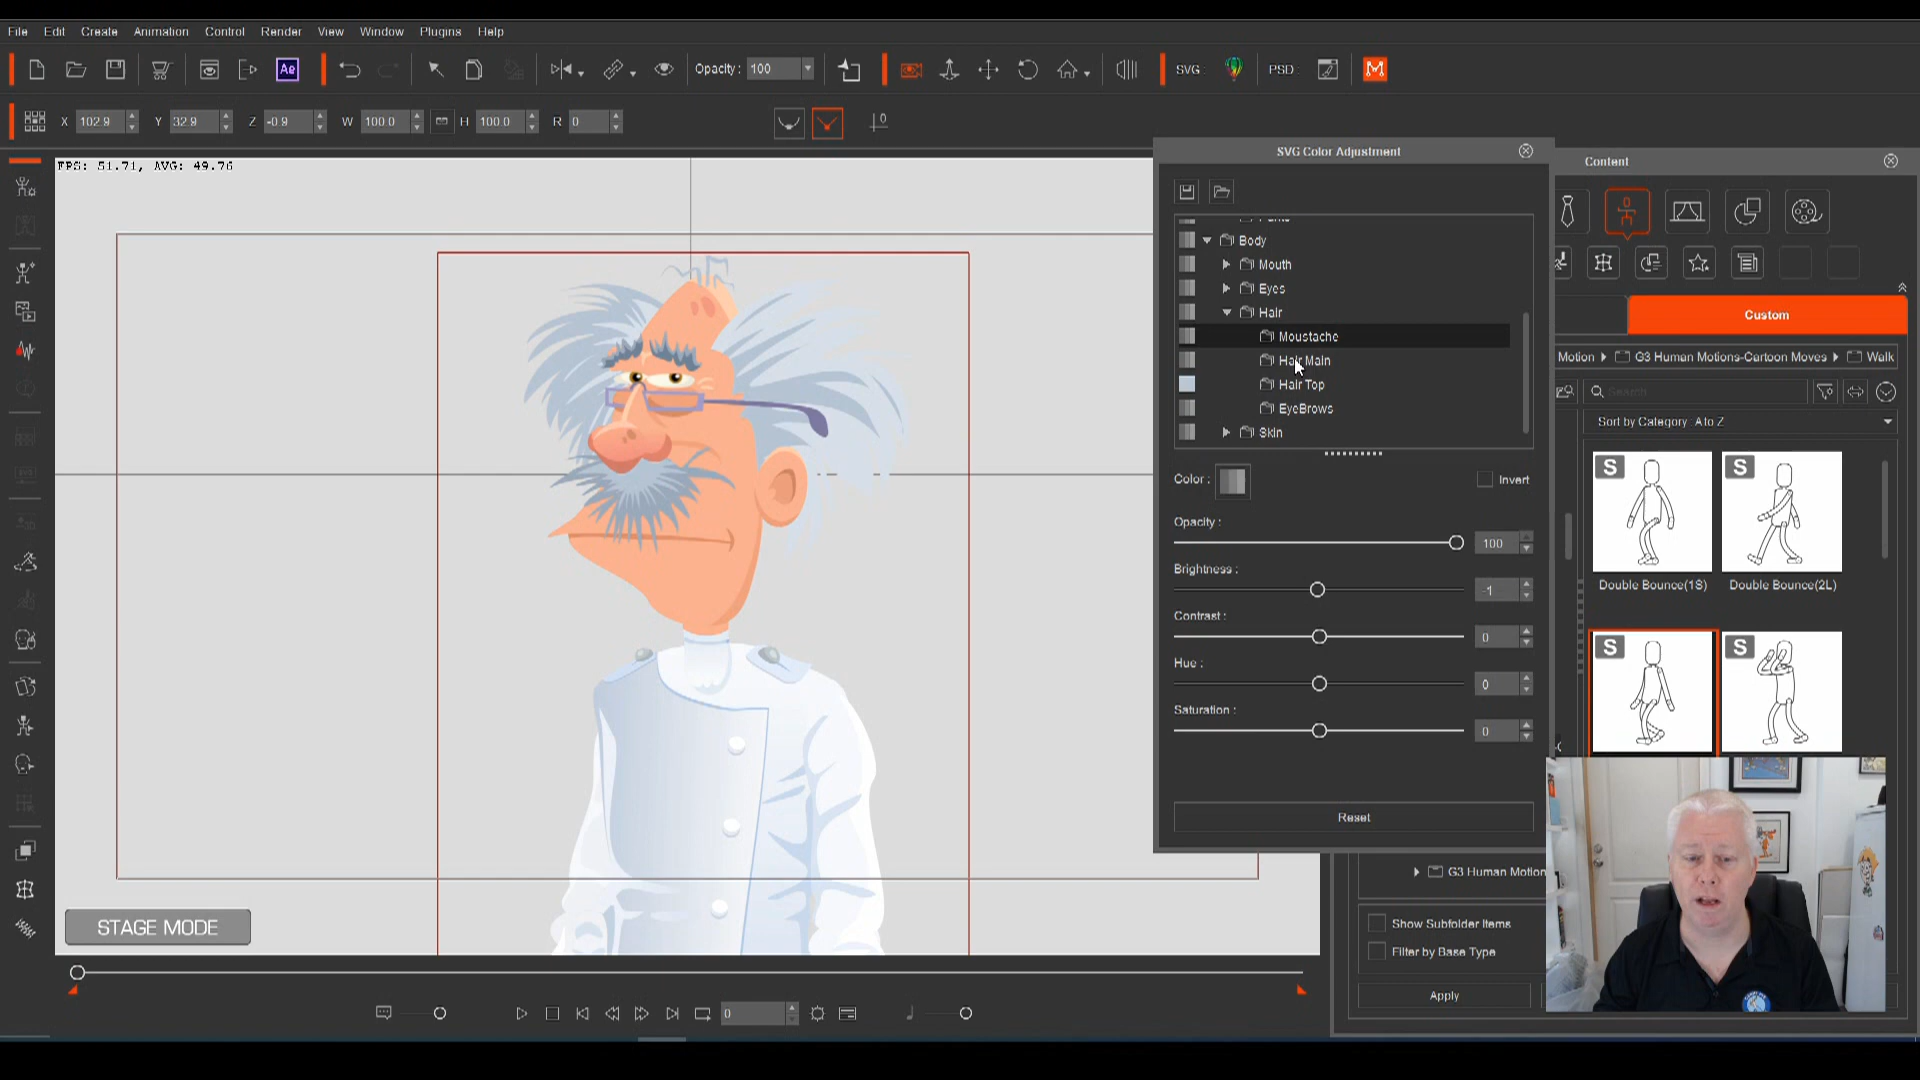 File Edit Create Animation Control Render View Window Plugins Help
Ae Opacity : 100 SVG PSD
X 102.9 Y 32.9 Z -0.9 W 100.0 H 100.0 R 0
FPS: 51.71, AVG: 49.76
SVG Color Adjustment
Content
Body
Mouth
Eyes
Hair
Moustache
Hair Main
Hair Top
EyeBrows
Skin
Color :
Invert
Opacity :
100
Brightness :
-1
Contrast :
0
Hue :
0
Saturation :
0
Reset
Custom
Motion G3 Human Motions-Cartoon Moves Walk
Search
Sort by Category :A to Z
S S
Double Bounce(1S) Double Bounce(2L)
S S
G3 Human Motion
Show Subfolder Items
Filter by Base Type
Apply
STAGE MODE
0